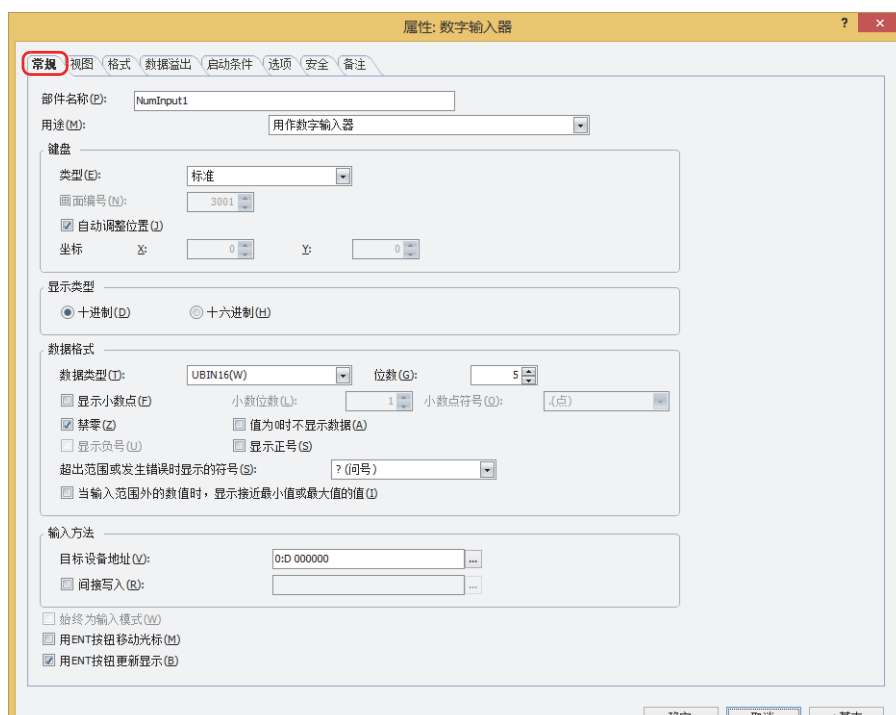 属性: 数字输入器
? ×
常规 视图 格式 数据溢出 启动条件 选项 安全 备注
部件名称(P): NumInput1
用途(M): 用作数字输入器
键盘
类型(E): 标准
画面编号(N): 3001
自动调整位置(J)
坐标 X: 0 Y: 0
显示类型
十进制(D) 十六进制(H)
数据格式
数据类型(T): UBIN16(W) 位数(G): 5
显示小数点(F) 小数位数(L): 1 小数点符号(O): .(点)
禁零(Z) 值为0时不显示数据(A)
显示负号(U) 显示正号(S)
超出范围或发生错误时显示的符号(S): ? (问号)
当输入范围外的数值时，显示接近最小值或最大值的值(I)
输入方法
目标设备地址(V): 0:D 000000 ...
间接写入(R): ...
始终为输入模式(W)
用ENT按钮移动光标(M)
用ENT按钮更新显示(B)